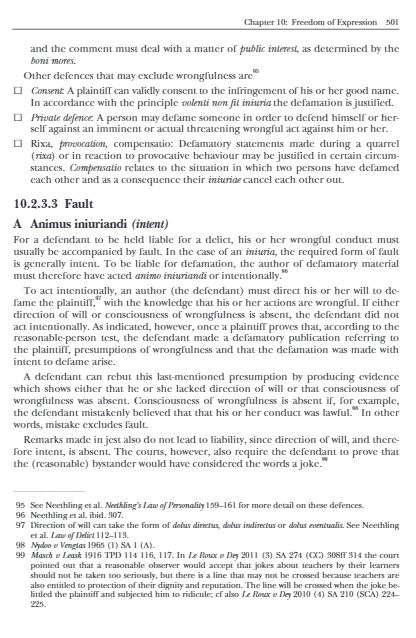 Chapter 10: Freedom of Expression 501
and the comment must deal with a matter of public interest, as determined by the
boni mores.
Other defences that may exclude wrongfulness are95
☐ Consent: A plaintiff can validly consent to the infringement of his or her good name.
In accordance with the principle volenti non fit iniuria the defamation is justified.
☐ Private defence: A person may defame someone in order to defend himself or her-
self against an imminent or actual threatening wrongful act against him or her.
☐ Rixa, provocation, compensatio: Defamatory statements made during a quarrel
(rixa) or in reaction to provocative behaviour may be justified in certain circum-
stances. Compensatio relates to the situation in which two persons have defamed
each other and as a consequence their iniuriae cancel each other out.
10.2.3.3 Fault
A Animus iniuriandi (intent)
For a defendant to be held liable for a delict, his or her wrongful conduct must
usually be accompanied by fault. In the case of an iniuria, the required form of fault
is generally intent. To be liable for defamation, the author of defamatory material
must therefore have acted animo iniuriandi or intentionally.96
To act intentionally, an author (the defendant) must direct his or her will to de-
fame the plaintiff,97 with the knowledge that his or her actions are wrongful. If either
direction of will or consciousness of wrongfulness is absent, the defendant did not
act intentionally. As indicated, however, once a plaintiff proves that, according to the
reasonable-person test, the defendant made a defamatory publication referring to
the plaintiff, presumptions of wrongfulness and that the defamation was made with
intent to defame arise.
A defendant can rebut this last-mentioned presumption by producing evidence
which shows either that he or she lacked direction of will or that consciousness of
wrongfulness was absent. Consciousness of wrongfulness is absent if, for example,
the defendant mistakenly believed that that his or her conduct was lawful.98 In other
words, mistake excludes fault.
Remarks made in jest also do not lead to liability, since direction of will, and there-
fore intent, is absent. The courts, however, also require the defendant to prove that
the (reasonable) bystander would have considered the words a joke.99
95 See Neethling et al. Neethling's Law of Personality 159–161 for more detail on these defences.
96 Neethling et al. ibid. 307.
97 Direction of will can take the form of dolus directus, dolus indirectus or dolus eventualis. See Neethling
et al. Law of Delict 112–113.
98 Nydoo v Vengtas 1965 (1) SA 1 (A).
99 Masch v Leask 1916 TPD 114 116, 117. In Le Roux v Dey 2011 (3) SA 274 (CC) 308ff 314 the court
pointed out that a reasonable observer would accept that jokes about teachers by their learners
should not be taken too seriously, but there is a line that may not be crossed because teachers are
also entitled to protection of their dignity and reputation. The line will be crossed when the joke be-
littled the plaintiff and subjected him to ridicule; cf also Le Roux v Dey 2010 (4) SA 210 (SCA) 224–
225.